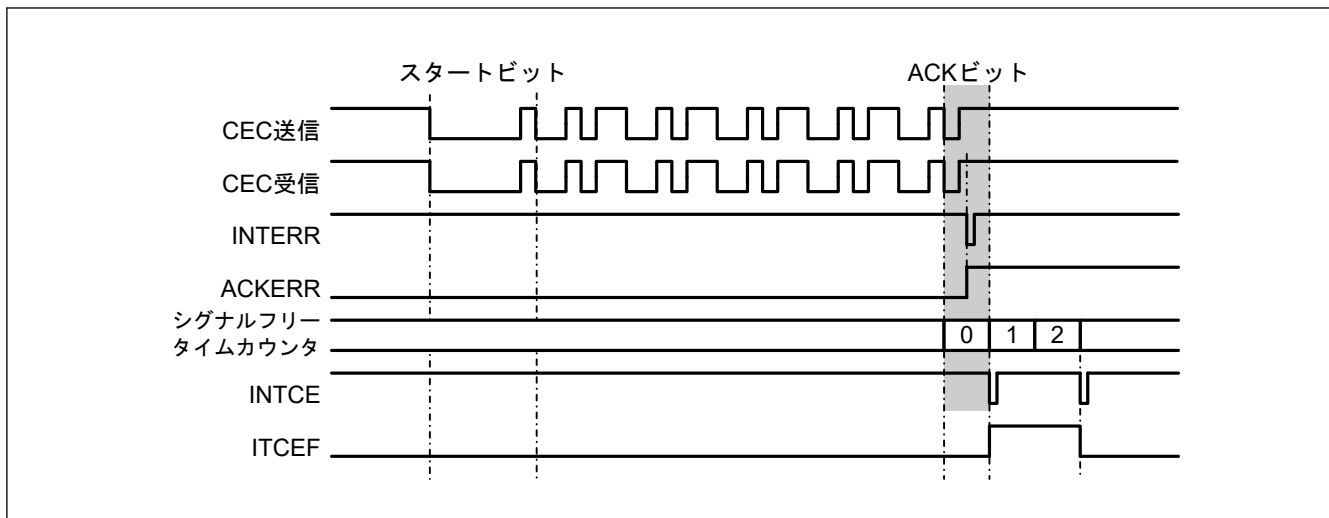 スタートビット
ACKビット
CEC送信
CEC受信
INTERR
ACKERR
シグナルフリー
タイムカウンタ
0 1 2
INTCE
ITCEF